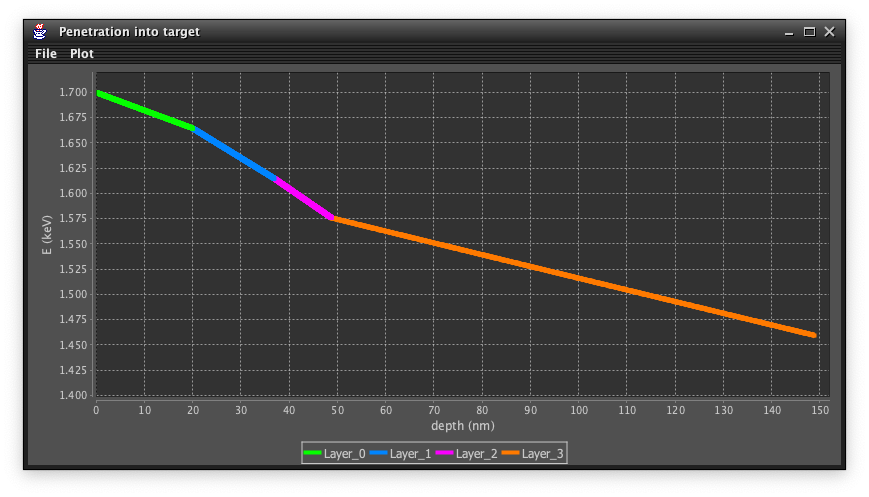 Penetration into target
File Plot
1.700
1.675
1.650
1.625
1.600
1.575
1.550
1.525
1.500
1.475
1.450
1.425
1.400
E (keV)
0 10 20 30 40 50 60 70 80 90 100 110 120 130 140 150
depth (nm)
Layer_0 Layer_1 Layer_2 Layer_3